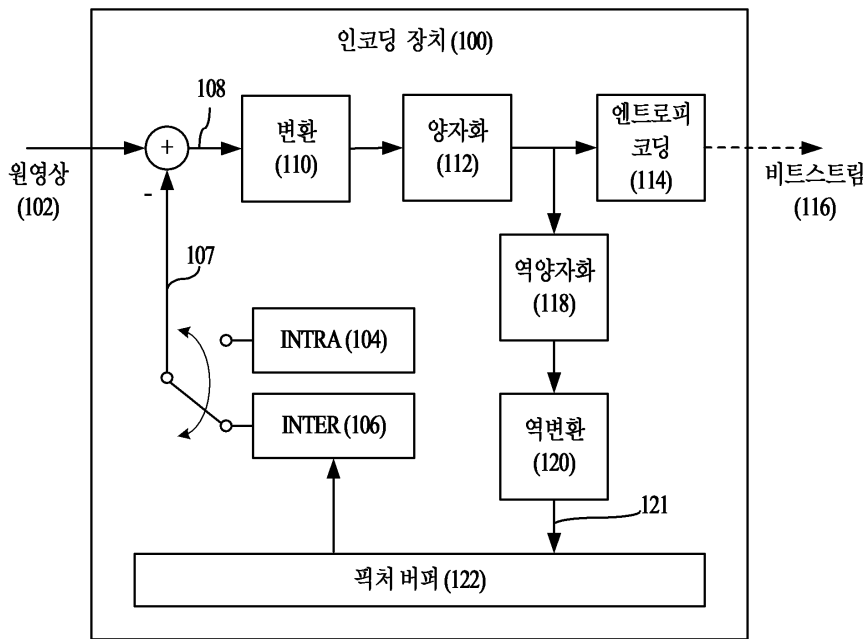 인코딩 장치(100)
108
변환
(110)
양자화
(112)
엔트로피
코딩
(114)
+
원영상
(102)
-
비트스트림
(116)
107
역양자화
(118)
INTRA (104)
INTER (106)
역변환
(120)
121
픽처 버퍼(122)